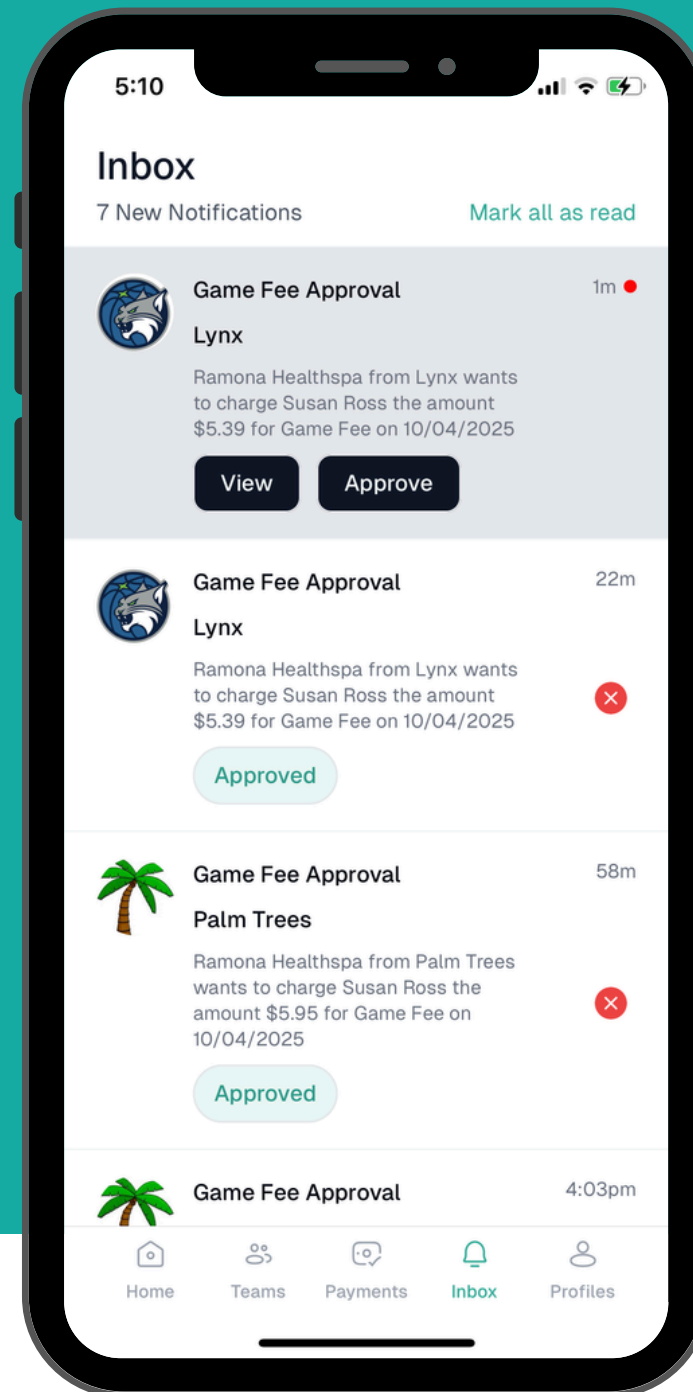 5:10
Inbox
7 New Notifications
Mark all as read
Game Fee Approval
1m
Lynx
Ramona Healthspa from Lynx wants
to charge Susan Ross the amount
$5.39 for Game Fee on 10/04/2025
View
Approve
Game Fee Approval
22m
Lynx
Ramona Healthspa from Lynx wants
to charge Susan Ross the amount
$5.39 for Game Fee on 10/04/2025
Approved
Game Fee Approval
58m
Palm Trees
Ramona Healthspa from Palm Trees
wants to charge Susan Ross the
amount $5.95 for Game Fee on
10/04/2025
Approved
Game Fee Approval
4:03pm
Home
Teams
Payments
Inbox
Profiles